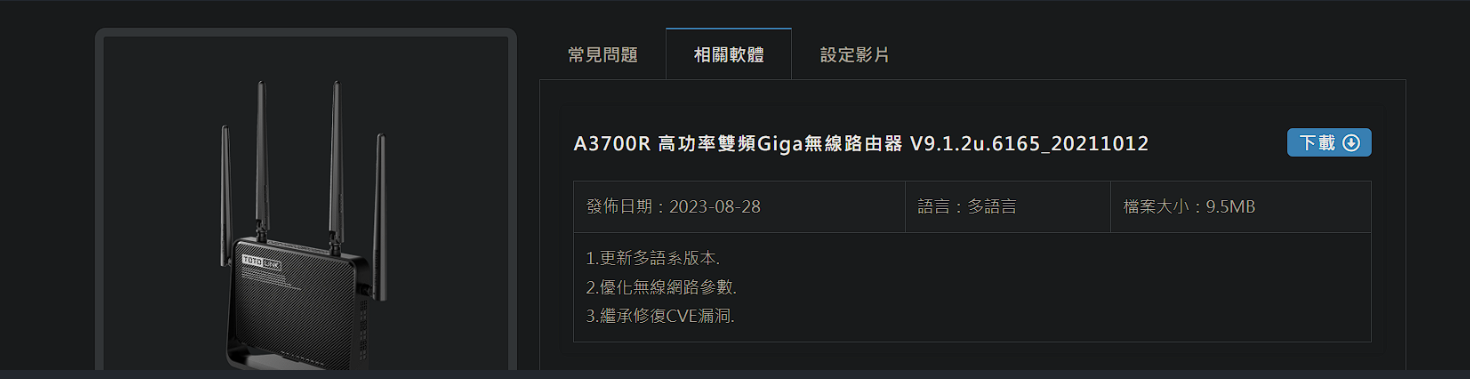 常見問題
相關軟體
設定影片
A3700R 高功率雙頻Giga無線路由器 V9.1.2u.6165_20211012
下載
發佈日期：2023-08-28
語言：多語言
檔案大小：9.5MB
1.更新多語系版本.
2.優化無線網路參數.
3.繼承修復CVE漏洞.
TOTO LINK